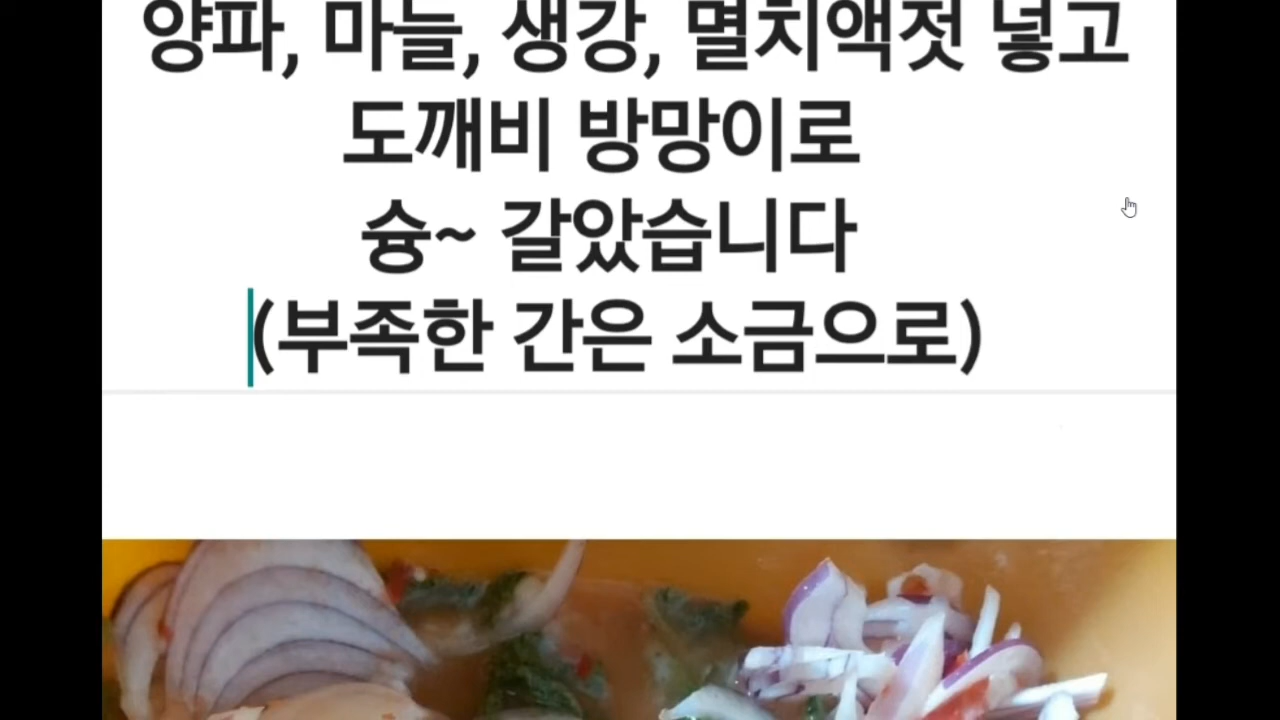 양파, 마늘, 생강, 멸치액젓 넣고
도깨비 방망이로
슝~ 갈았습니다
(부족한 간은 소금으로)